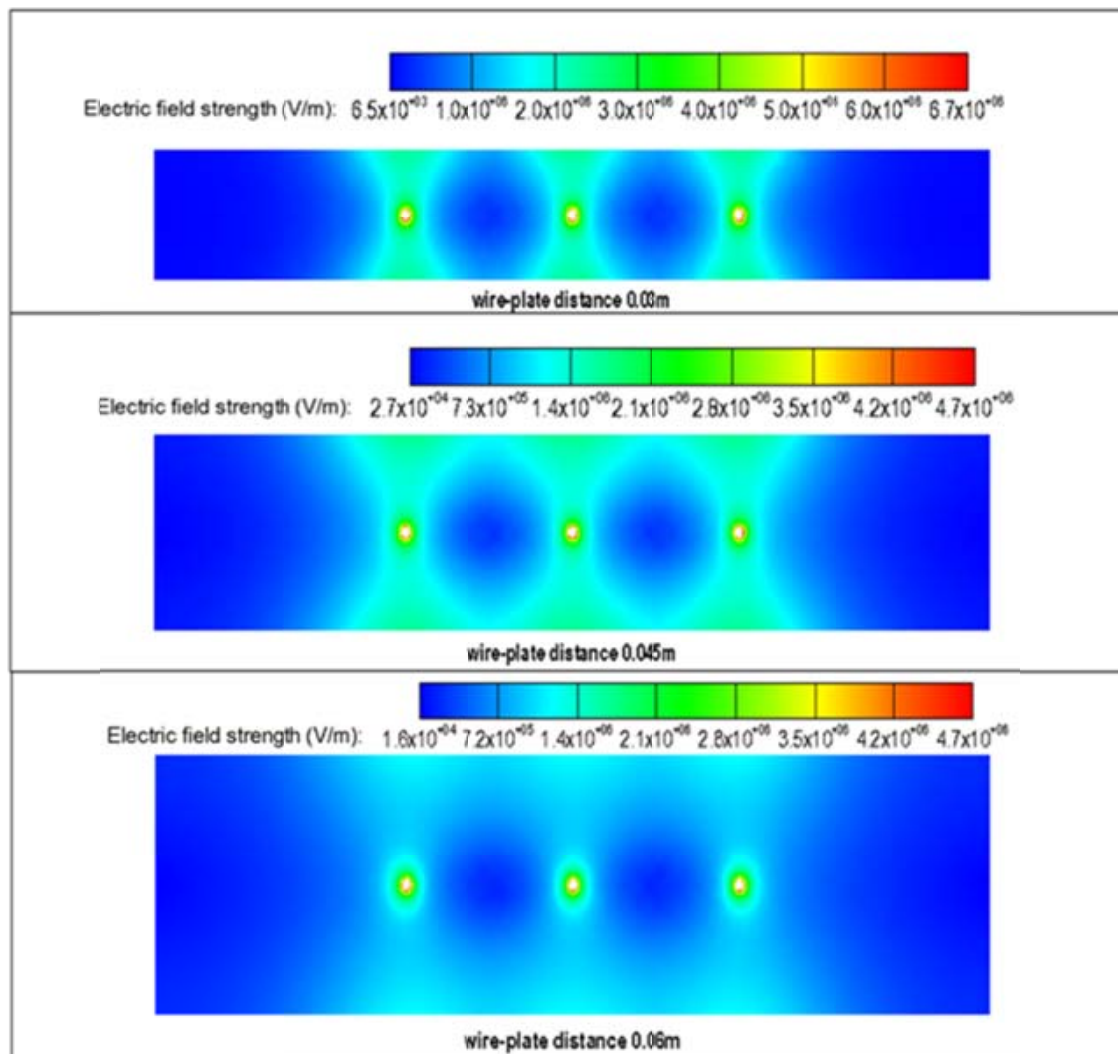 Electric field strength (V/m): 6.5x10⁺⁰³ 1.0x10⁺⁰⁶ 2.0x10⁺⁰⁶ 3.0x10⁺⁰⁶ 4.0x10⁺⁰⁶ 5.0x10⁺⁰⁶ 6.0x10⁺⁰⁶ 6.7x10⁺⁰⁶
wire-plate distance 0.03m
Electric field strength (V/m): 2.7x10⁺⁰⁴ 7.3x10⁺⁰⁵ 1.4x10⁺⁰⁶ 2.1x10⁺⁰⁶ 2.8x10⁺⁰⁶ 3.5x10⁺⁰⁶ 4.2x10⁺⁰⁶ 4.7x10⁺⁰⁶
wire-plate distance 0.045m
Electric field strength (V/m): 1.6x10⁺⁰⁴ 7.2x10⁺⁰⁵ 1.4x10⁺⁰⁶ 2.1x10⁺⁰⁶ 2.8x10⁺⁰⁶ 3.5x10⁺⁰⁶ 4.2x10⁺⁰⁶ 4.7x10⁺⁰⁶
wire-plate distance 0.06m